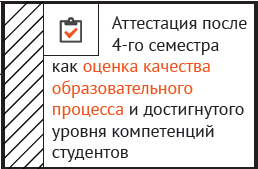 Аттестация после
4-го семестра
как оценка качества
образовательного
процесса и достигнутого
уровня компетенций
студентов